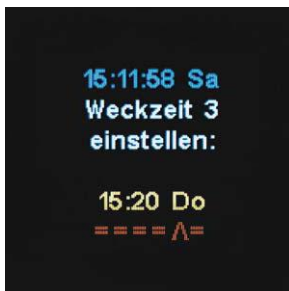 15:11:58 Sa
Weckzeit 3
einstellen:
15:20 Do
====Λ=